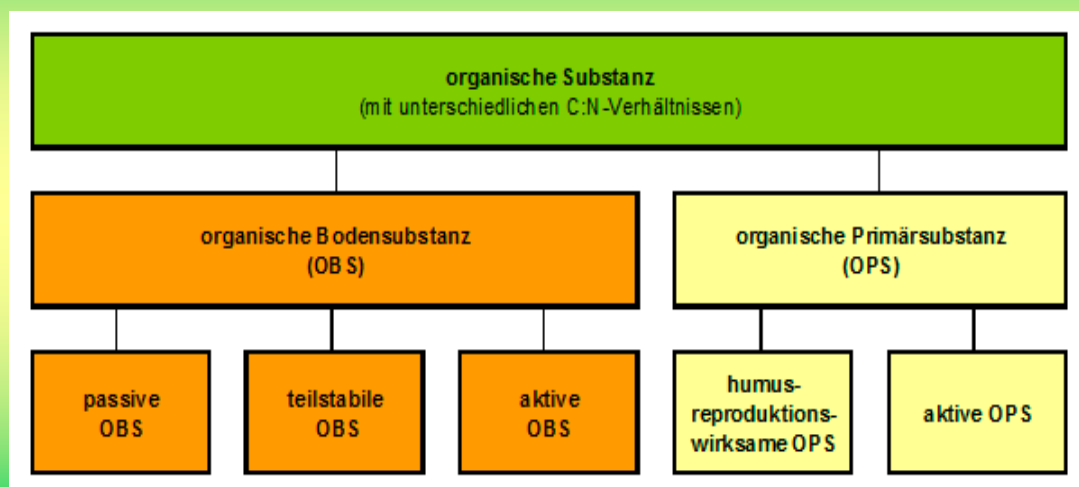 organische Substanz
(mit unterschiedlichen C:N-Verhältnissen)
organische Bodensubstanz
(OBS)
organische Primärsubstanz
(OPS)
passive
OBS
teilstabile
OBS
aktive
OBS
humus-
reproduktions-
wirksame OPS
aktive OPS